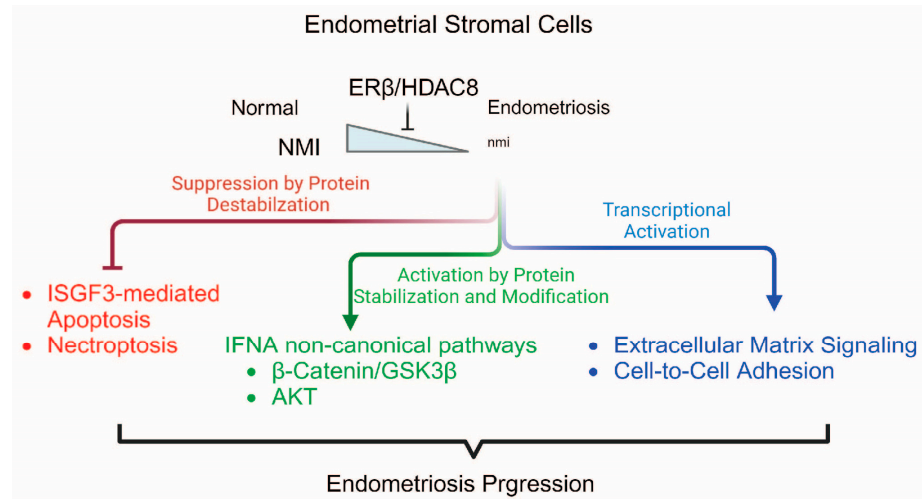 Endometrial Stromal Cells
ERβ/HDAC8
Normal
Endometriosis
NMI
nmi
Suppression by Protein
Destabilzation
Transcriptional
Activation
Activation by Protein
Stabilization and Modification
• ISGF3-mediated
Apoptosis
• Nectroptosis
IFNA non-canonical pathways
• β-Catenin/GSK3β
• AKT
• Extracellular Matrix Signaling
• Cell-to-Cell Adhesion
Endometriosis Prgression